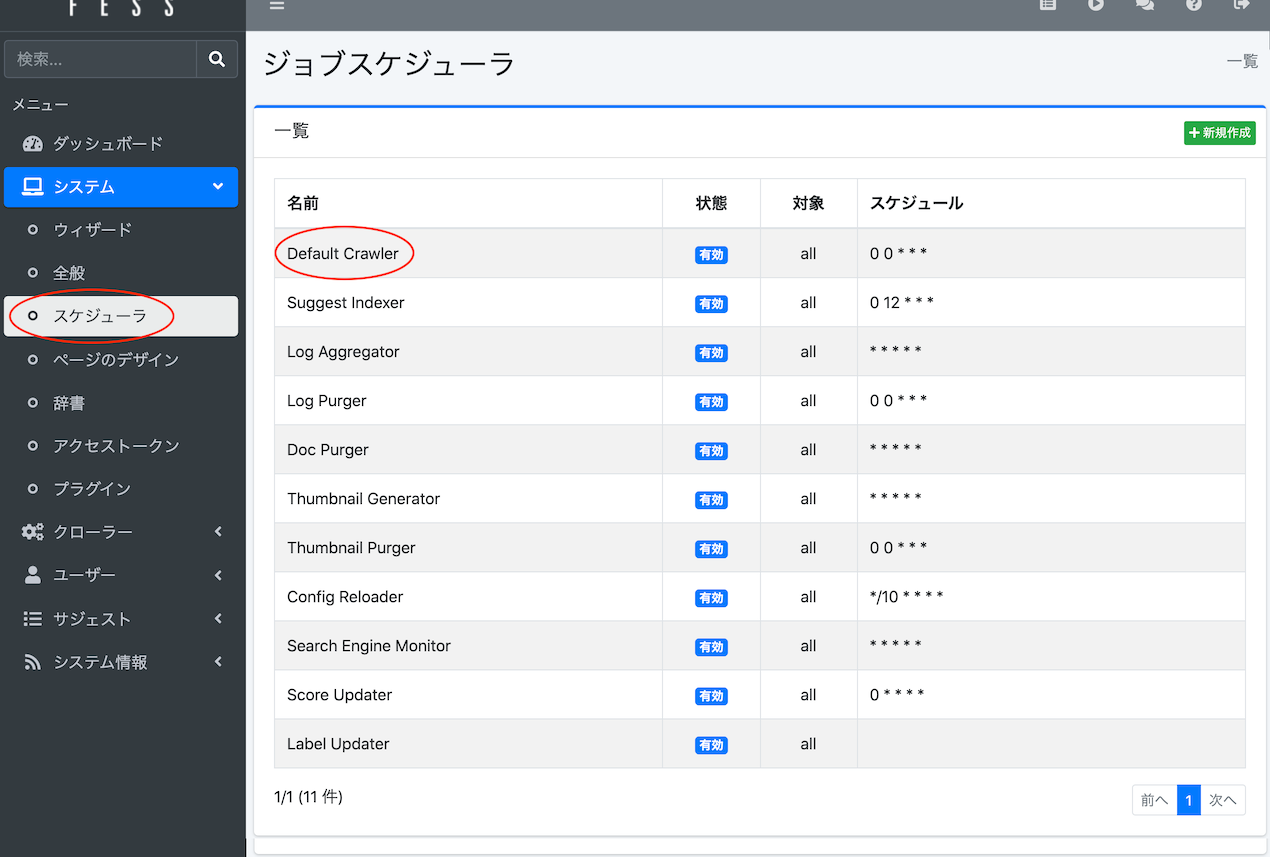 FESS
検索...
メニュー
ダッシュボード
システム
ウィザード
全般
スケジューラ
ページのデザイン
辞書
アクセストークン
プラグイン
クローラー
ユーザー
サジェスト
システム情報
ジョブスケジューラ
一覧
一覧
新規作成
名前 状態 対象 スケジュール
Default Crawler 有効 all 0 0 * * *
Suggest Indexer 有効 all 0 12 * * *
Log Aggregator 有効 all * * * * *
Log Purger 有効 all 0 0 * * *
Doc Purger 有効 all * * * * *
Thumbnail Generator 有効 all * * * * *
Thumbnail Purger 有効 all 0 0 * * *
Config Reloader 有効 all */10 * * * *
Search Engine Monitor 有効 all * * * * *
Score Updater 有効 all 0 * * * *
Label Updater 有効 all
1/1 (11 件)
前へ 1 次へ